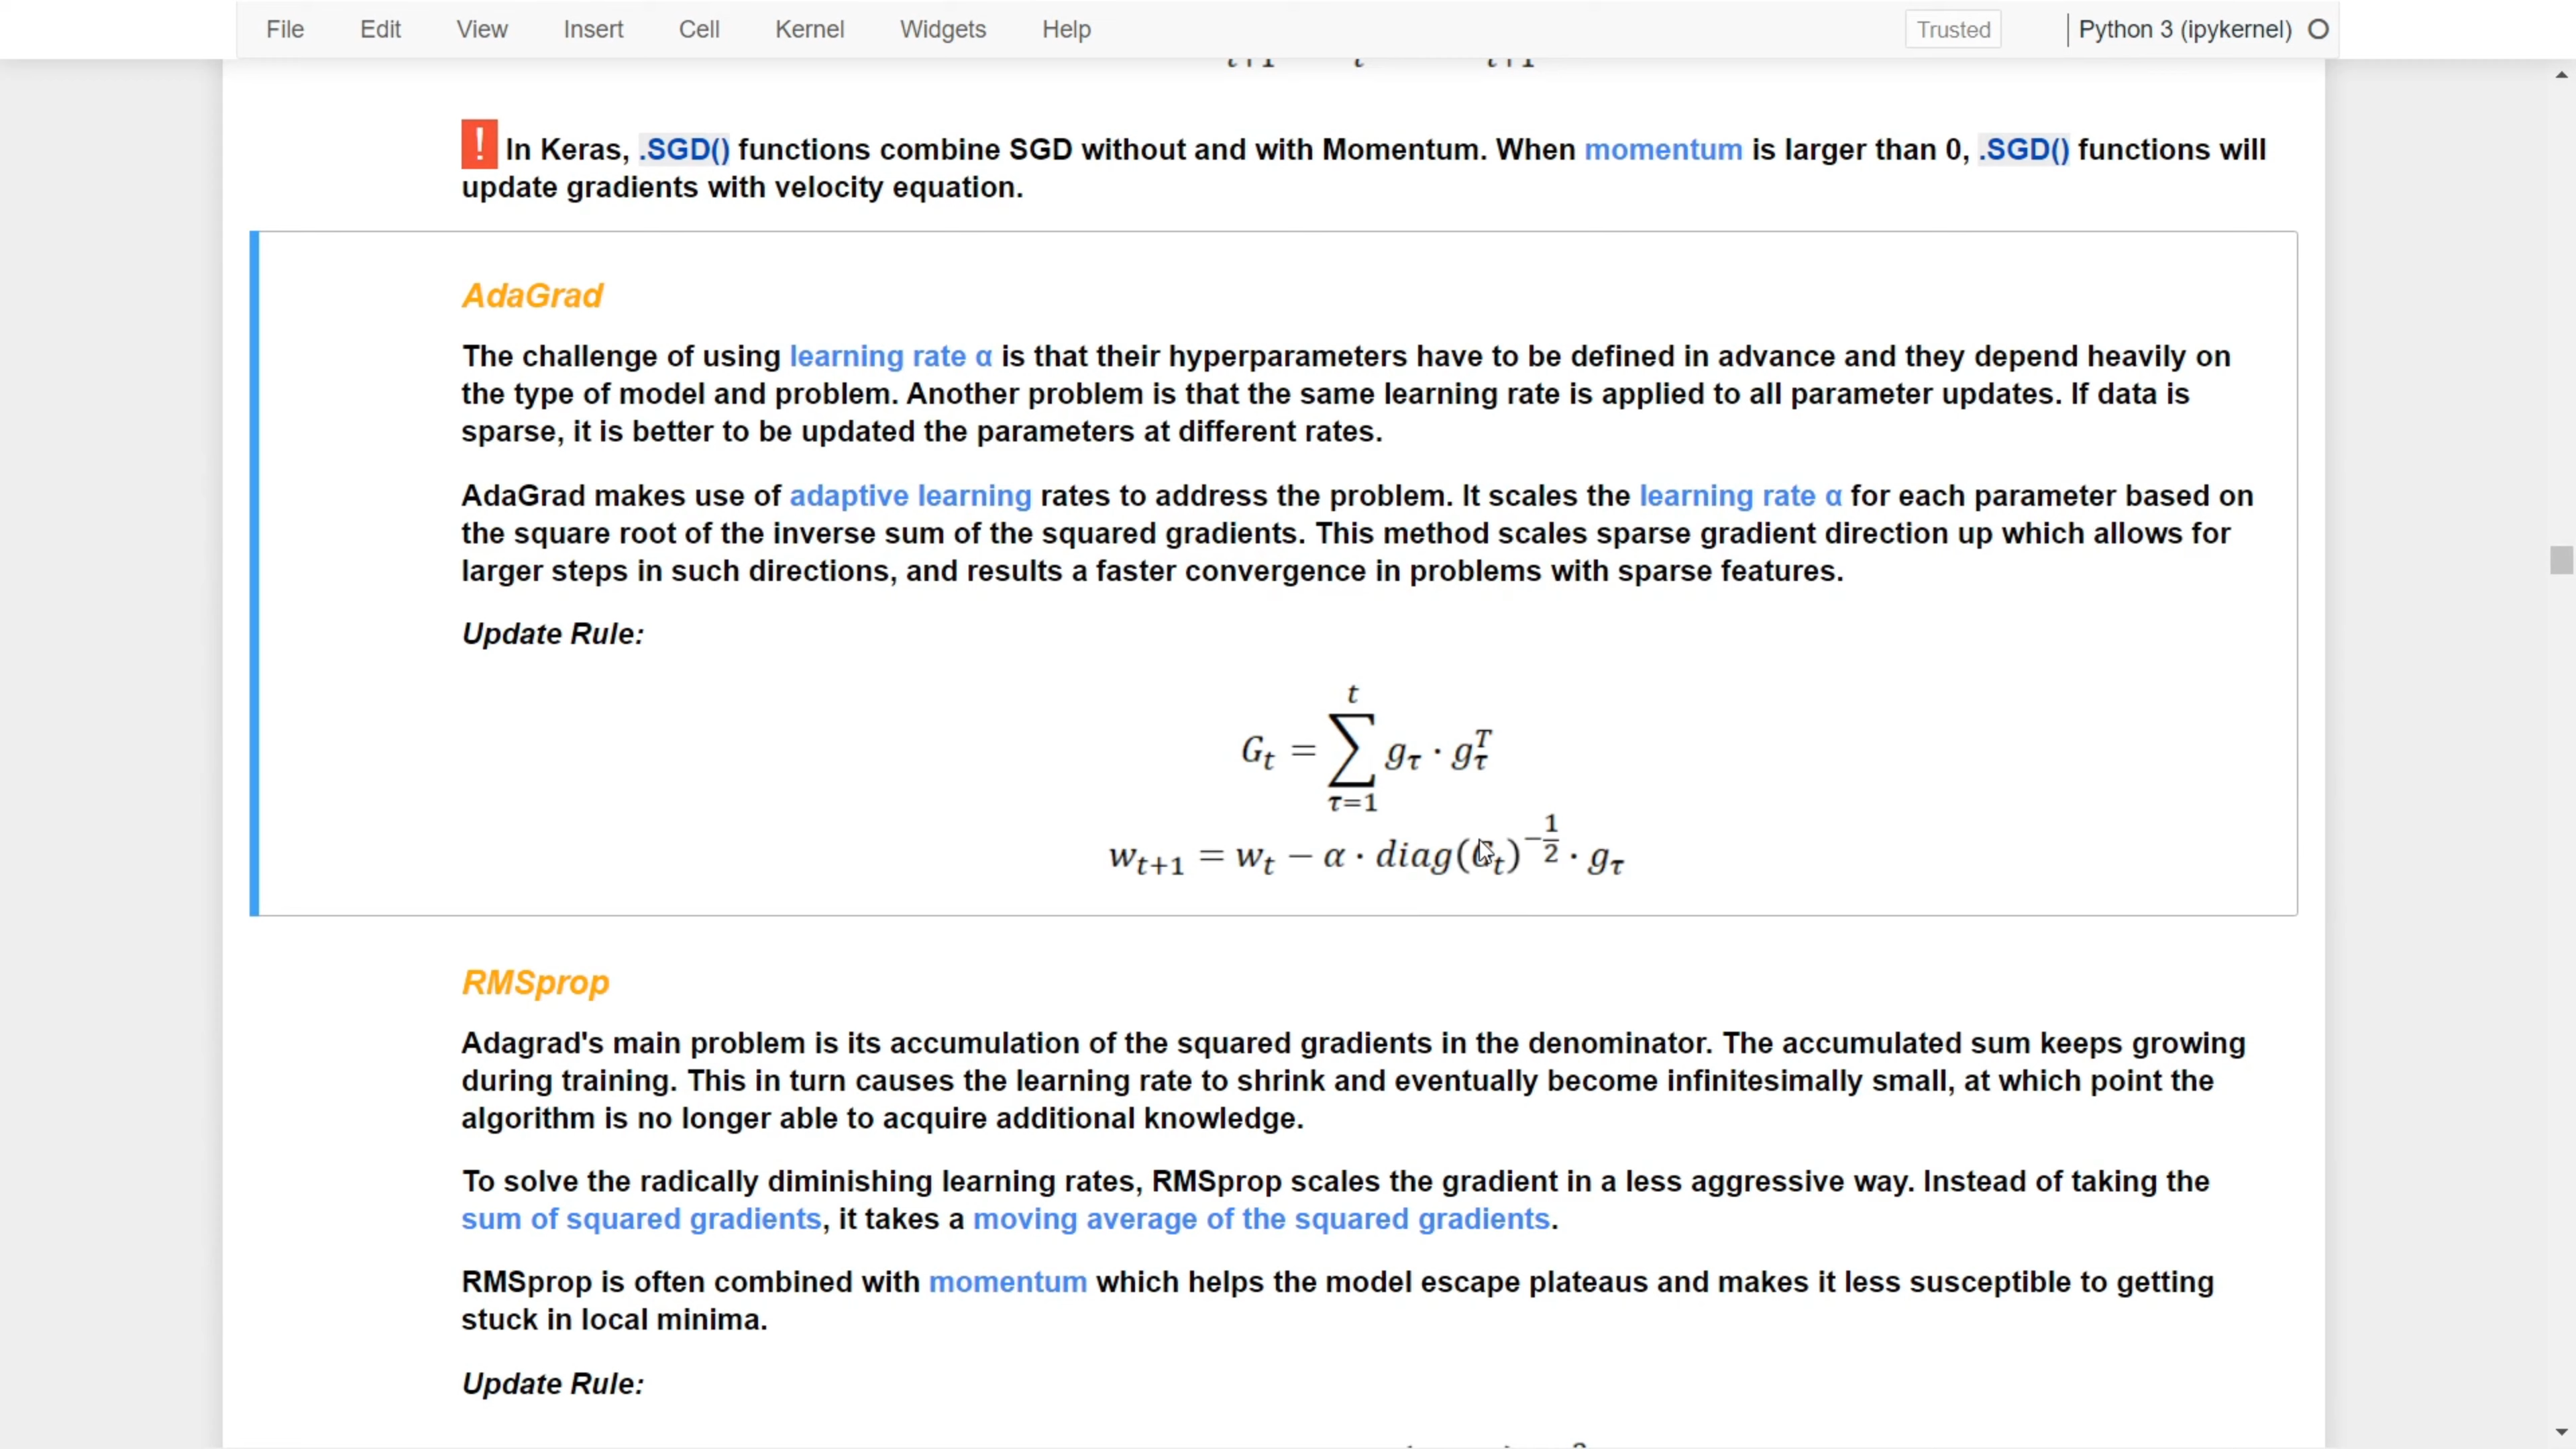 File Edit View Insert Cell Kernel Widgets Help Trusted Python 3 (ipykernel)
! In Keras, .SGD() functions combine SGD without and with Momentum. When momentum is larger than 0, .SGD() functions will
update gradients with velocity equation.
AdaGrad
The challenge of using learning rate α is that their hyperparameters have to be defined in advance and they depend heavily on
the type of model and problem. Another problem is that the same learning rate is applied to all parameter updates. If data is
sparse, it is better to be updated the parameters at different rates.
AdaGrad makes use of adaptive learning rates to address the problem. It scales the learning rate α for each parameter based on
the square root of the inverse sum of the squared gradients. This method scales sparse gradient direction up which allows for
larger steps in such directions, and results a faster convergence in problems with sparse features.
Update Rule:
G_t = \sum_{τ=1}^{t} g_τ · g_τ^T
w_{t+1} = w_t − α · diag(G_t)^{-\frac{1}{2}} · g_τ
RMSprop
Adagrad's main problem is its accumulation of the squared gradients in the denominator. The accumulated sum keeps growing
during training. This in turn causes the learning rate to shrink and eventually become infinitesimally small, at which point the
algorithm is no longer able to acquire additional knowledge.
To solve the radically diminishing learning rates, RMSprop scales the gradient in a less aggressive way. Instead of taking the
sum of squared gradients, it takes a moving average of the squared gradients.
RMSprop is often combined with momentum which helps the model escape plateaus and makes it less susceptible to getting
stuck in local minima.
Update Rule: